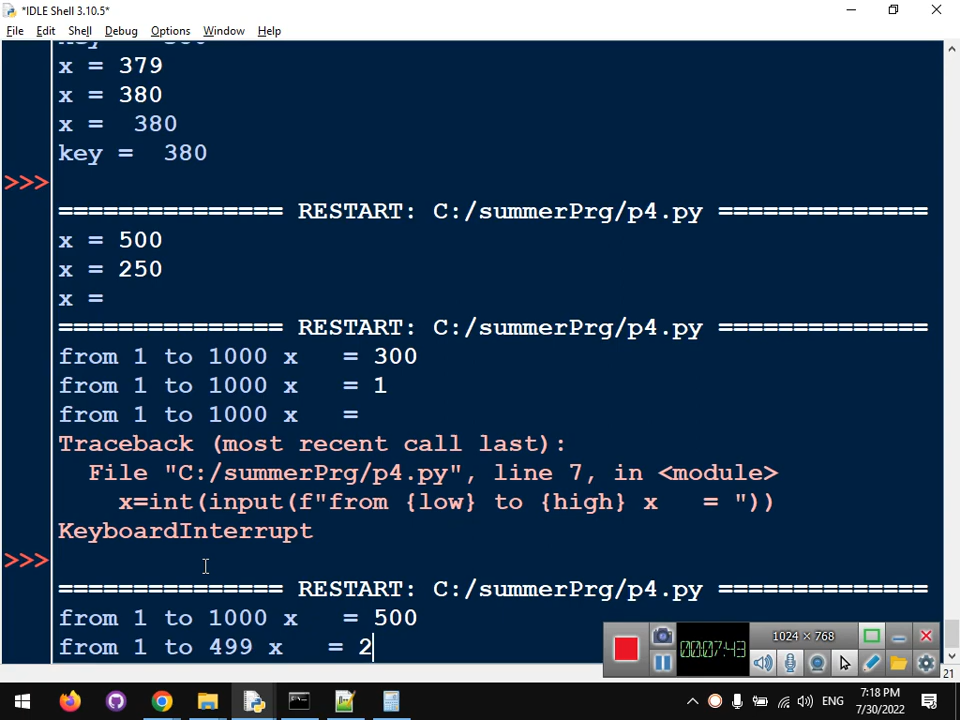 *IDLE Shell 3.10.5*
File Edit Shell Debug Options Window Help
x = 379
x = 380
x =  380
key =  380
>>>
=============== RESTART: C:/summerPrg/p4.py ==============
x = 500
x = 250
x =
=============== RESTART: C:/summerPrg/p4.py ==============
from 1 to 1000 x   = 300
from 1 to 1000 x   = 1
from 1 to 1000 x   =
Traceback (most recent call last):
  File "C:/summerPrg/p4.py", line 7, in <module>
    x=int(input(f"from {low} to {high} x   = "))
KeyboardInterrupt
>>>
=============== RESTART: C:/summerPrg/p4.py ==============
from 1 to 1000 x   = 500
from 1 to 499 x   = 2
00:07:43
1024 × 768
21
ENG
7:18 PM
7/30/2022